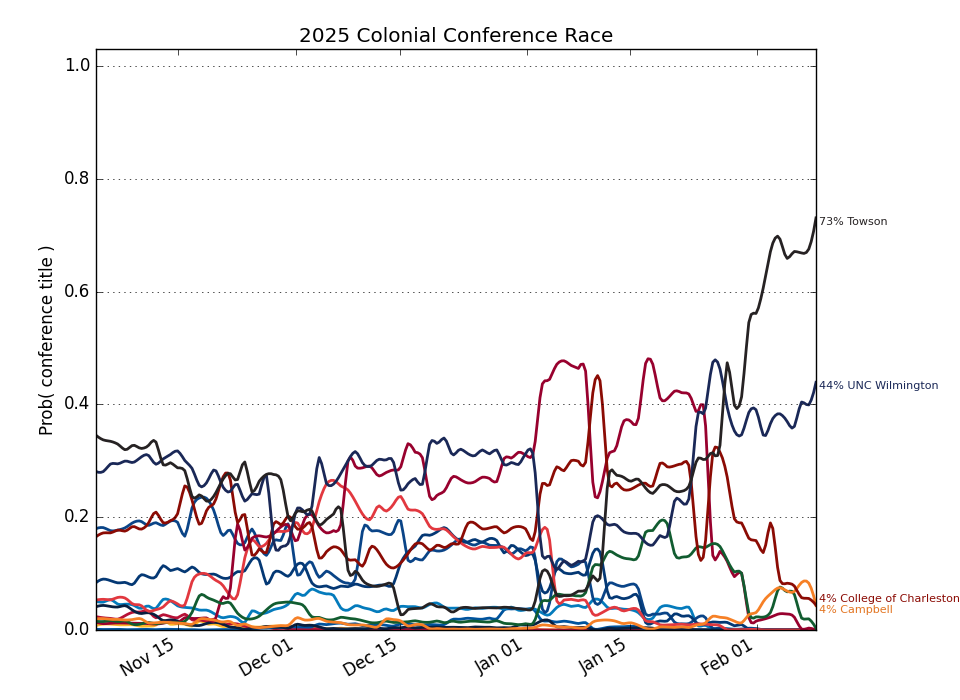 2025 Colonial Conference Race
Prob( conference title )
1.0
0.8
0.6
0.4
0.2
0.0
Nov 15
Dec 01
Dec 15
Jan 01
Jan 15
Feb 01
73% Towson
44% UNC Wilmington
4% College of Charleston
4% Campbell